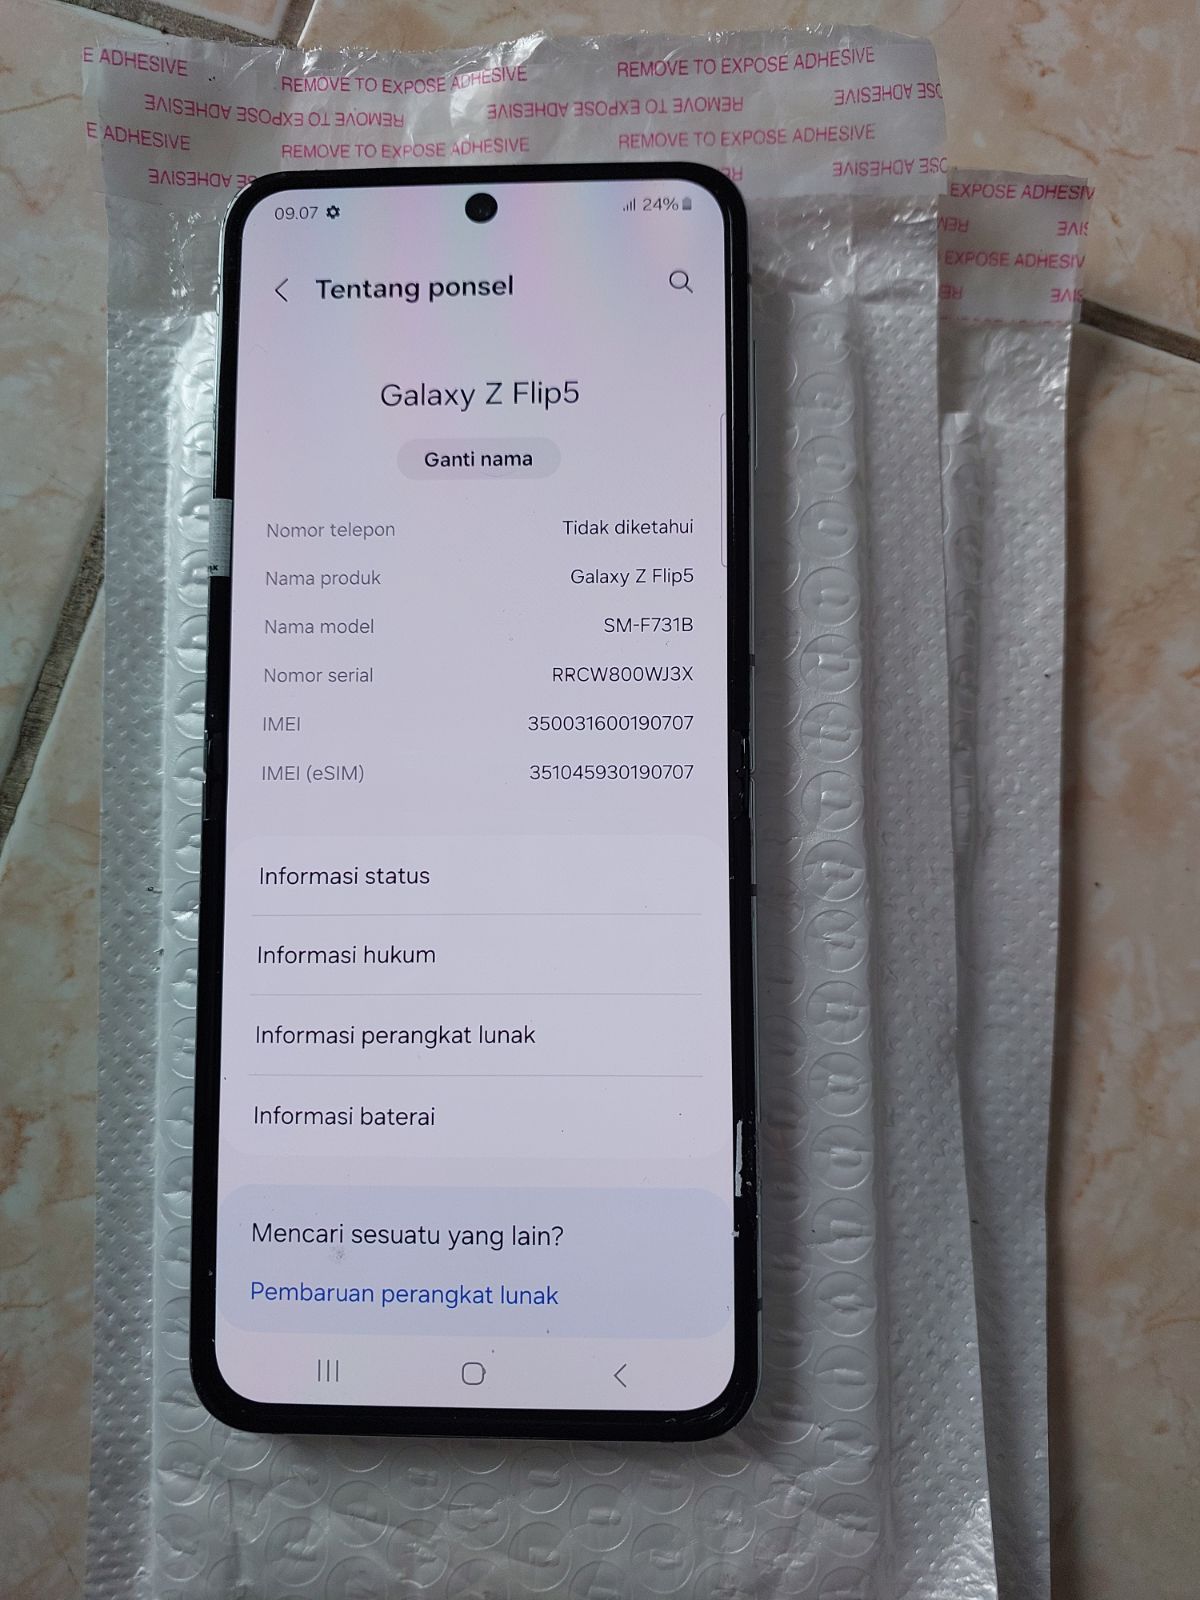 E ADHESIVE REMOVE TO EXPOSE ADHESIVE REMOVE TO EXPOSE ADHESIVE
REMOVE TO EXPOSE ADHESIVE REMOVE TO EXPOSE ADHESIVE ADHESIVE
E ADHESIVE REMOVE TO EXPOSE ADHESIVE REMOVE TO EXPOSE ADHESIVE
ADHESIVE ADHESIVE
EXPOSE ADHESIV
EXPOSE ADHESIV
09.07 24%
Tentang ponsel
Galaxy Z Flip5
Ganti nama
Nomor telepon Tidak diketahui
Nama produk Galaxy Z Flip5
Nama model SM-F731B
Nomor serial RRCW800WJ3X
IMEI 350031600190707
IMEI (eSIM) 351045930190707
Informasi status
Informasi hukum
Informasi perangkat lunak
Informasi baterai
Mencari sesuatu yang lain?
Pembaruan perangkat lunak